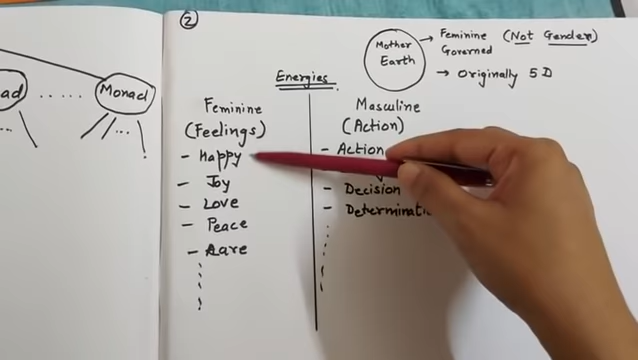 ad
Monad
②
Mother
Earth
→ Feminine (Not Gender)
Governed
→ Originally 5D
Energies
Feminine
(Feelings)
- Happy
- Joy
- Love
- Peace
- Care
Masculine
(Action)
- Action
- Decision
- Determinati